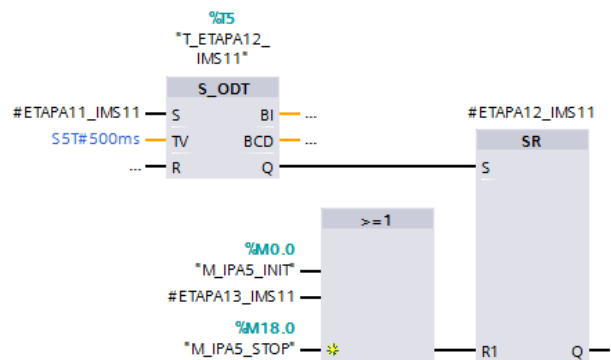 %T5
"T_ETAPA12_
IMS11"
S_ODT
#ETAPA11_IMS11 S BI ...
S5T#500ms TV BCD ...
... R Q
#ETAPA12_IMS11
SR
S
>=1
%M0.0
"M_IPA5_INIT"
#ETAPA13_IMS11
%M18.0
"M_IPA5_STOP"
R1 Q